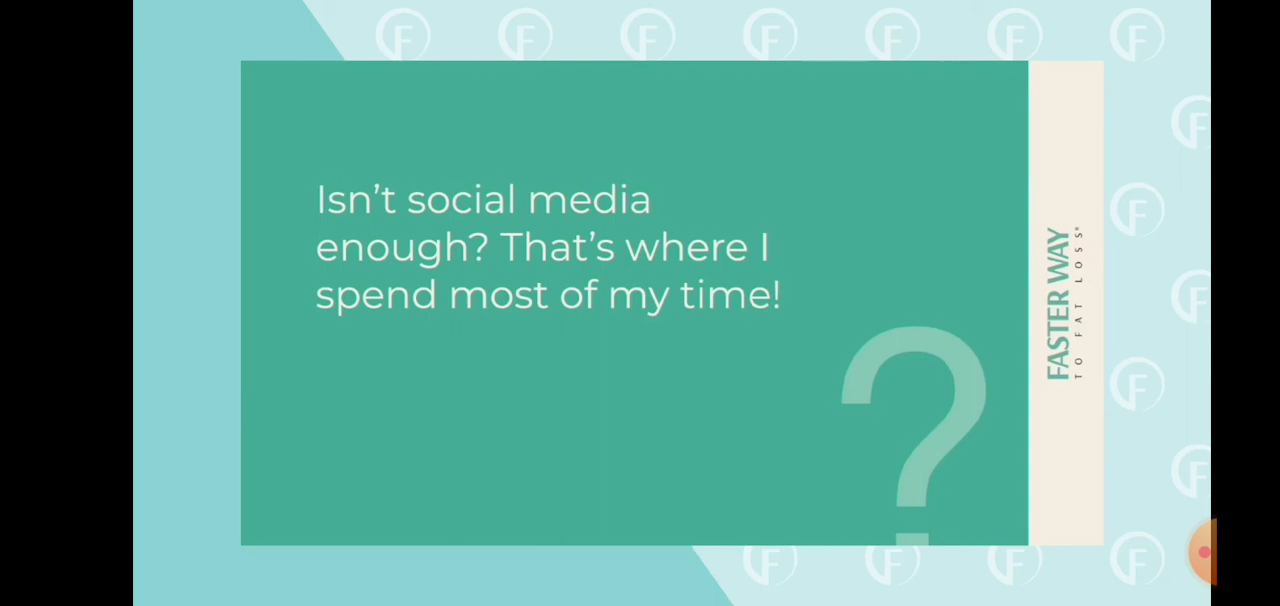 Isn’t social media
enough? That’s where I
spend most of my time!
?
FASTER WAY
TO FAT LOSS®